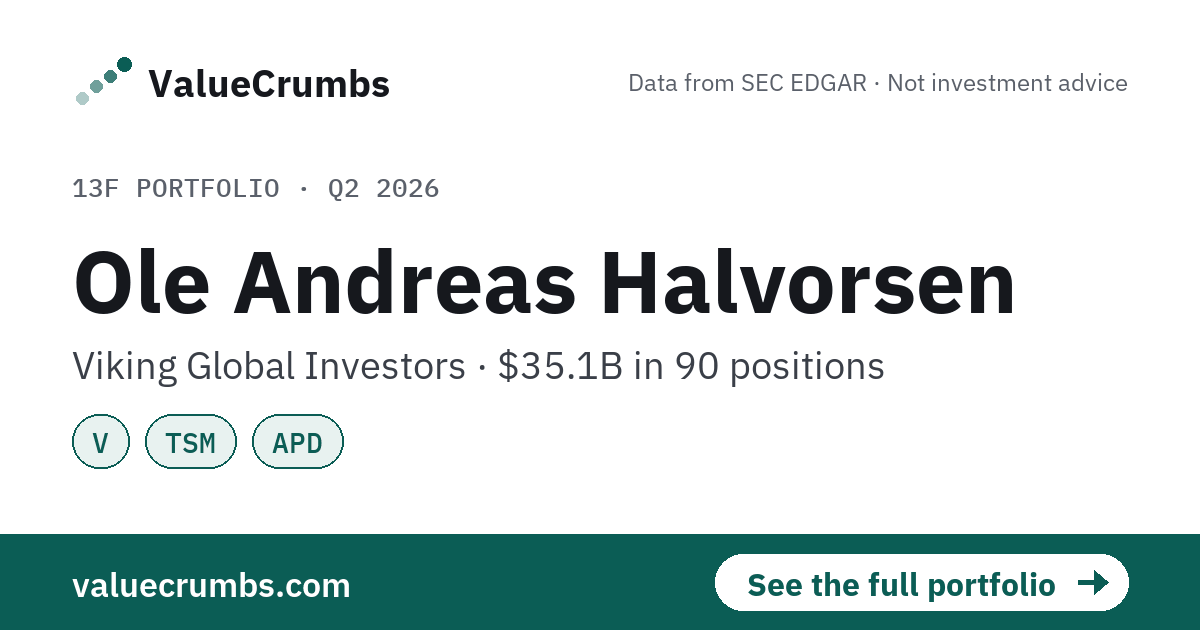 ValueCrumbs
Data from SEC EDGAR · Not investment advice
13F PORTFOLIO · Q2 2026
Ole Andreas Halvorsen
Viking Global Investors · $35.1B in 90 positions
V TSM APD
valuecrumbs.com
See the full portfolio →